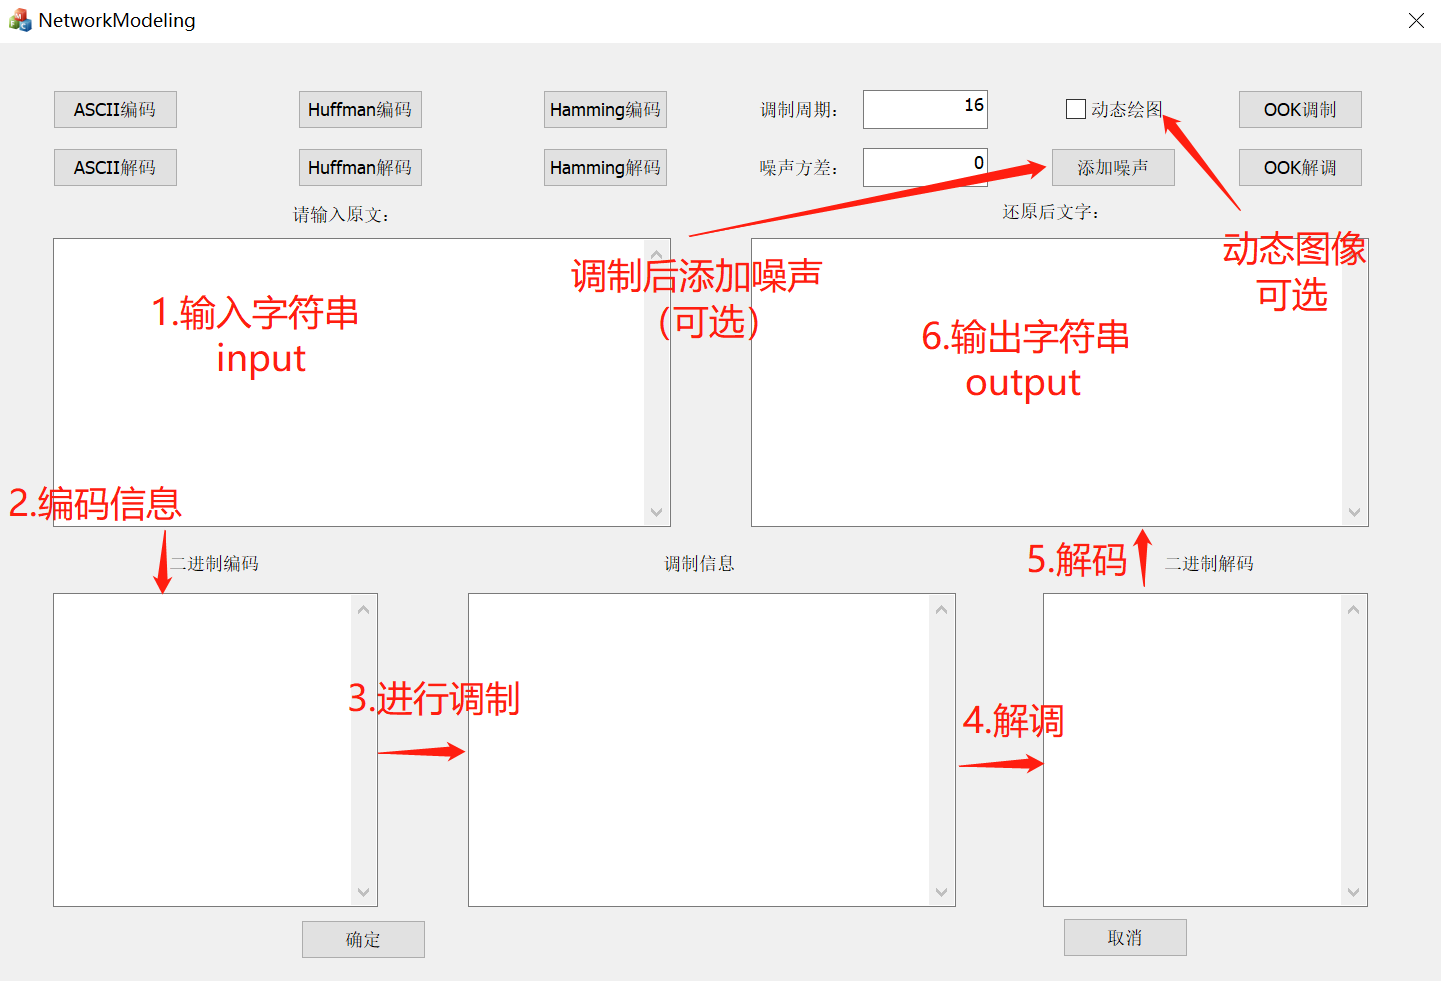 NetworkModeling
ASCII编码
Huffman编码
Hamming编码
调制周期：
16
动态绘图
OOK调制
ASCII解码
Huffman解码
Hamming解码
噪声方差：
0
添加噪声
OOK解调
请输入原文：
还原后文字：
调制后添加噪声
（可选）
动态图像
可选
1.输入字符串
input
6.输出字符串
output
2.编码信息
二进制编码
调制信息
5.解码
二进制解码
3.进行调制
4.解调
确定
取消